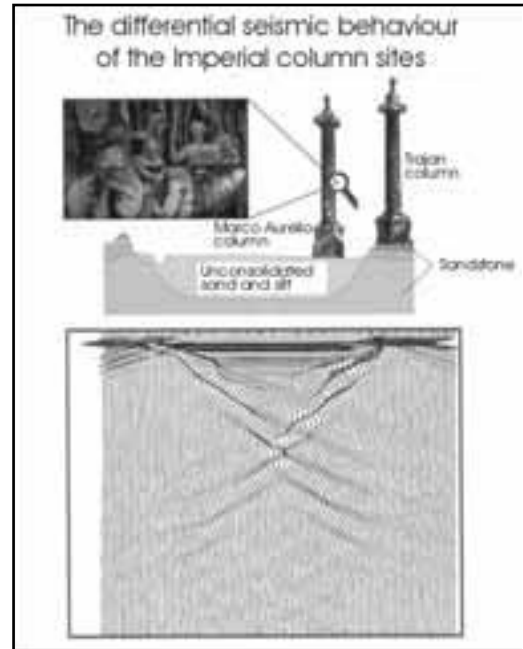 The differential seismic behaviour
of the Imperial column sites
Trajan
column
Marco Aurelio
column
Sandstone
Unconsolidated
sand and silt